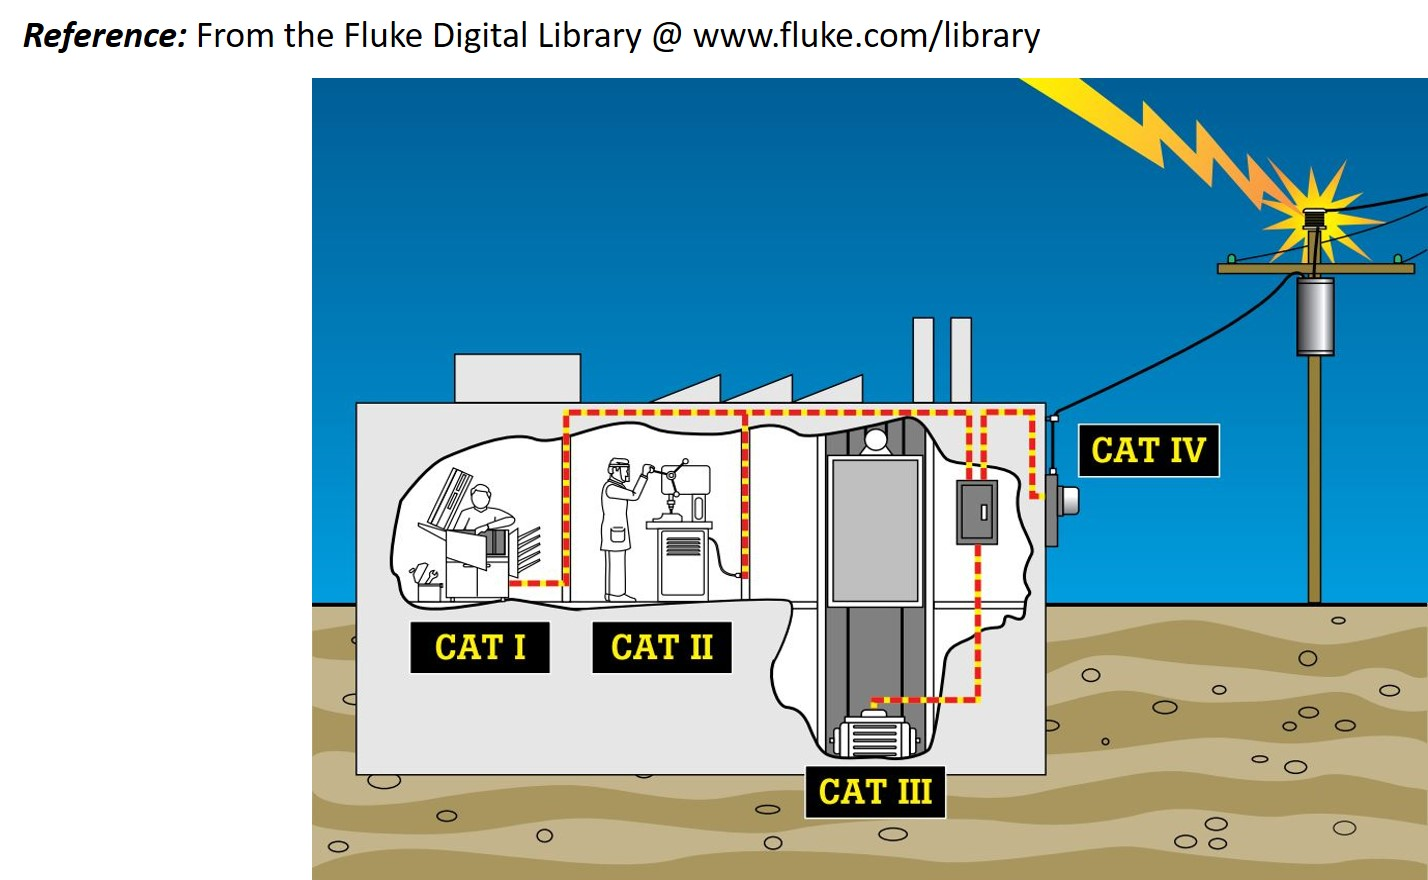 Reference: From the Fluke Digital Library @ www.fluke.com/library
CAT IV
CAT I
CAT II
CAT III